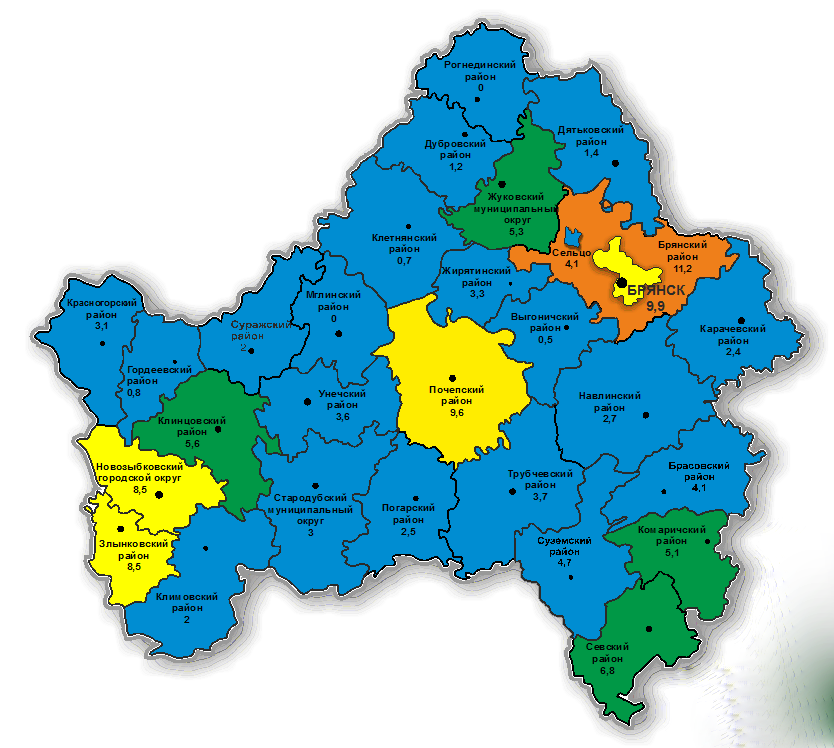 Рогнединский
район
0
Дятьковский
район
1,4
Дубровский
район
1,2
Жуковский
муниципальный
округ
5,3
Клетнянский
район
0,7
Сельцо
4,1
Брянский
район
11,2
Жирятинский
район
3,3
БРЯНСК
9,9
Красногорский
район
3,1
Мглинский
район
0
Суражский
район
2
Выгоничский
район
0,5
Карачевский
район
2,4
Гордеевский
район
0,8
Унечский
район
3,6
Почепский
район
9,6
Навлинский
район
2,7
Клинцовский
район
5,6
Новозыбковский
городской округ
8,5
Стародубский
муниципальный
округ
3
Погарский
район
2,5
Трубчевский
район
3,7
Брасовский
район
4,1
Злынковский
район
8,5
Суземский
район
4,7
Комаричский
район
5,1
Климовский
район
2
Севский
район
6,8